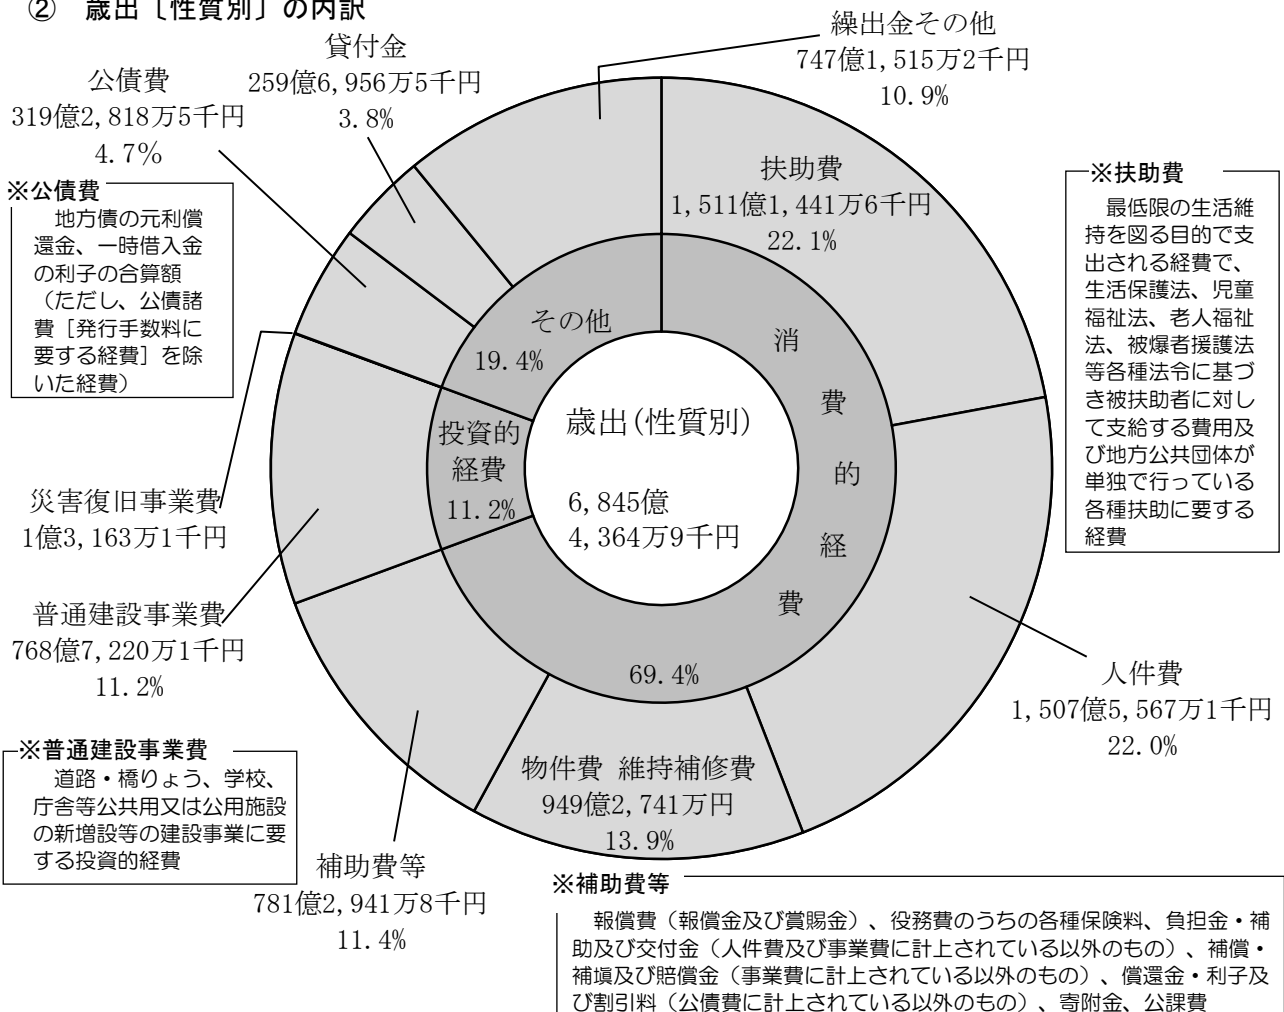 ② 歳出〔性質別〕の内訳
繰出金その他
747億1,515万2千円
10.9%
貸付金
259億6,956万5千円
3.8%
公債費
319億2,818万5千円
4.7%
※公債費
地方債の元利償
還金、一時借入金
の利子の合算額
(ただし、公債諸
費[発行手数料に
要する経費]を除
いた経費)
扶助費
1,511億1,441万6千円
22.1%
※扶助費
最低限の生活維
持を図る目的で支
出される経費で、
生活保護法、児童
福祉法、老人福祉
法、被爆者援護法
等各種法令に基づ
き被扶助者に対し
て支給する費用及
び地方公共団体が
単独で行っている
各種扶助に要する
経費
その他
19.4%
消費的経費
69.4%
投資的
経費
11.2%
歳出(性質別)
6,845億
4,364万9千円
災害復旧事業費
1億3,163万1千円
普通建設事業費
768億7,220万1千円
11.2%
人件費
1,507億5,567万1千円
22.0%
※普通建設事業費
道路・橋りょう、学校、
庁舎等公共用又は公用施設
の新増設等の建設事業に要
する投資的経費
物件費 維持補修費
949億2,741万円
13.9%
補助費等
781億2,941万8千円
11.4%
※補助費等
報償費(報償金及び賞賜金)、役務費のうちの各種保険料、負担金・補
助及び交付金(人件費及び事業費に計上されている以外のもの)、補償・
補塡及び賠償金(事業費に計上されている以外のもの)、償還金・利子及
び割引料(公債費に計上されている以外のもの)、寄附金、公課費